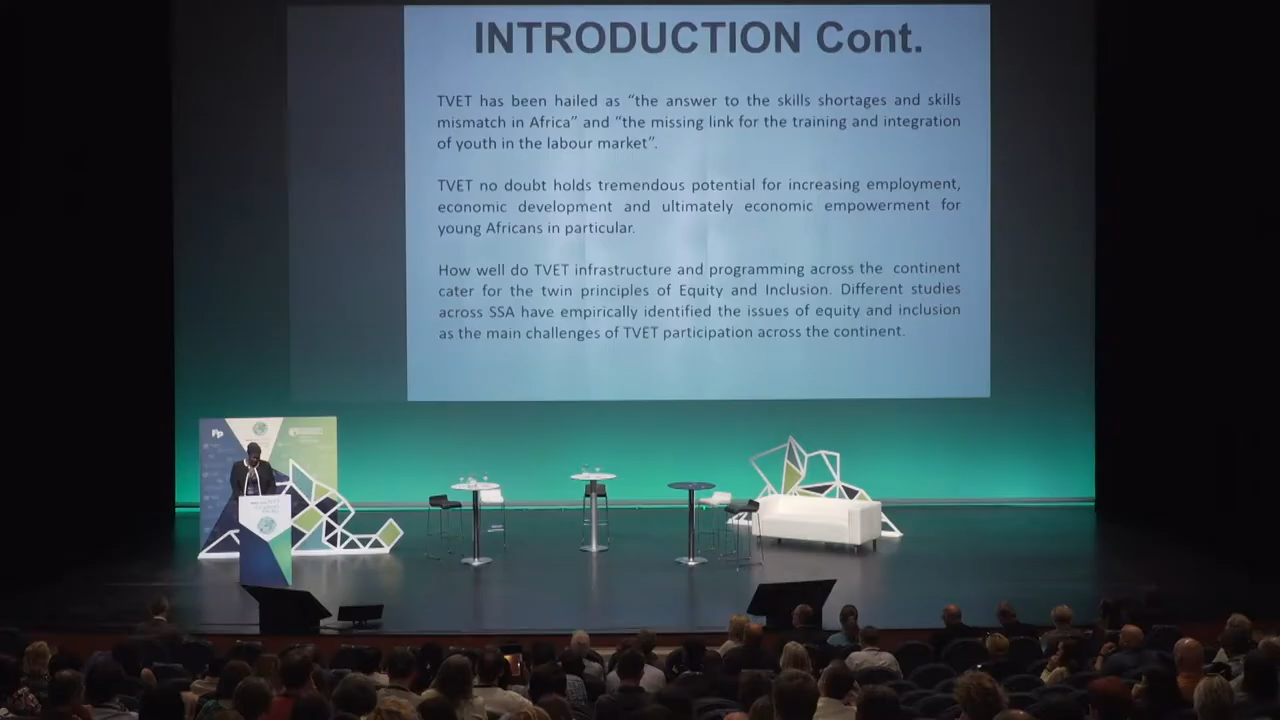 INTRODUCTION Cont.
TVET has been hailed as “the answer to the skills shortages and skills
mismatch in Africa” and “the missing link for the training and integration
of youth in the labour market”.
TVET no doubt holds tremendous potential for increasing employment,
economic development and ultimately economic empowerment for
young Africans in particular.
How well do TVET infrastructure and programming across the continent
cater for the twin principles of Equity and Inclusion. Different studies
across SSA have empirically identified the issues of equity and inclusion
as the main challenges of TVET participation across the continent.